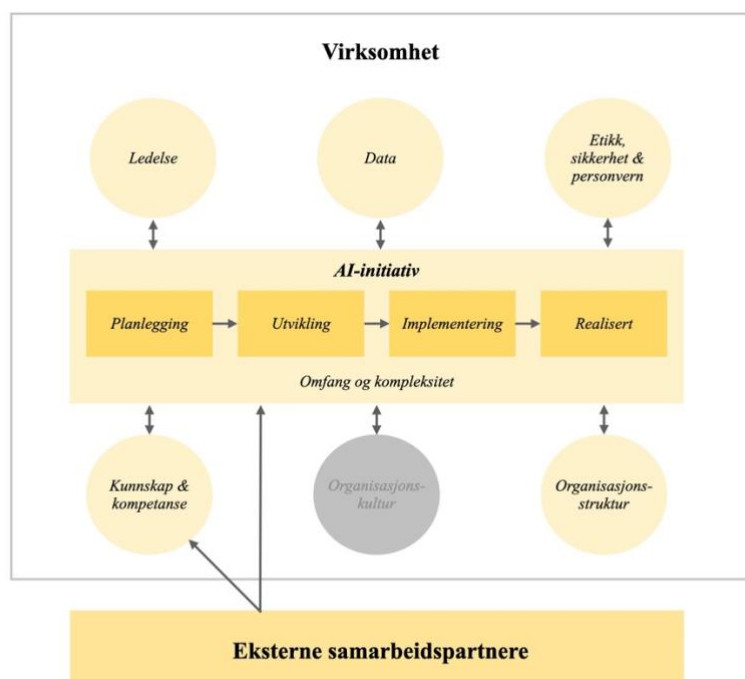 Virksomhet
Ledelse
Data
Etikk,
sikkerhet &
personvern
AI-initiativ
Planlegging
Utvikling
Implementering
Realisert
Omfang og kompleksitet
Kunnskap &
kompetanse
Organisasjons-
kultur
Organisasjons-
struktur
Eksterne samarbeidspartnere